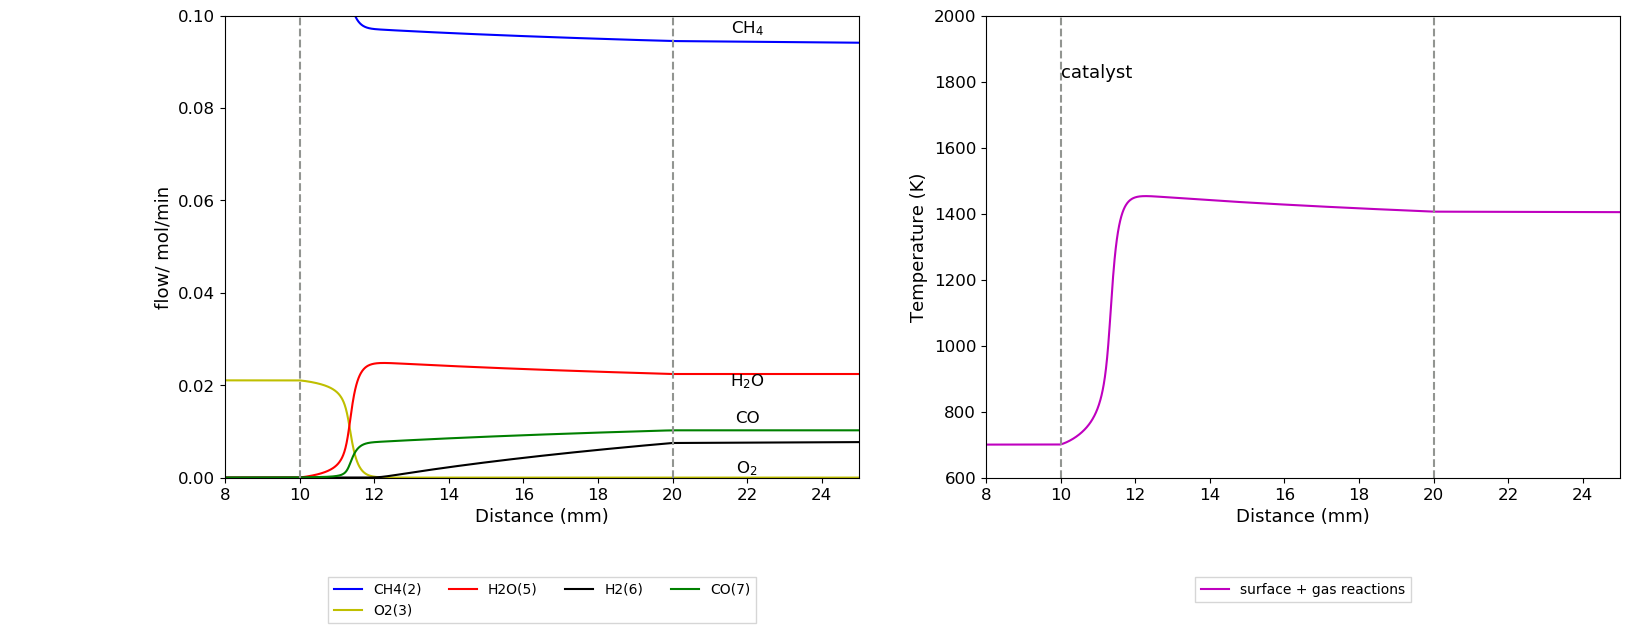 0.10
0.08
0.06
0.04
0.02
0.00
flow/ mol/min
CH₄
H₂O
CO
O₂
8 10 12 14 16 18 20 22 24
Distance (mm)
CH4(2) H2O(5) H2(6) CO(7)
O2(3)
2000
1800
1600
1400
1200
1000
800
600
Temperature (K)
catalyst
8 10 12 14 16 18 20 22 24
Distance (mm)
surface + gas reactions